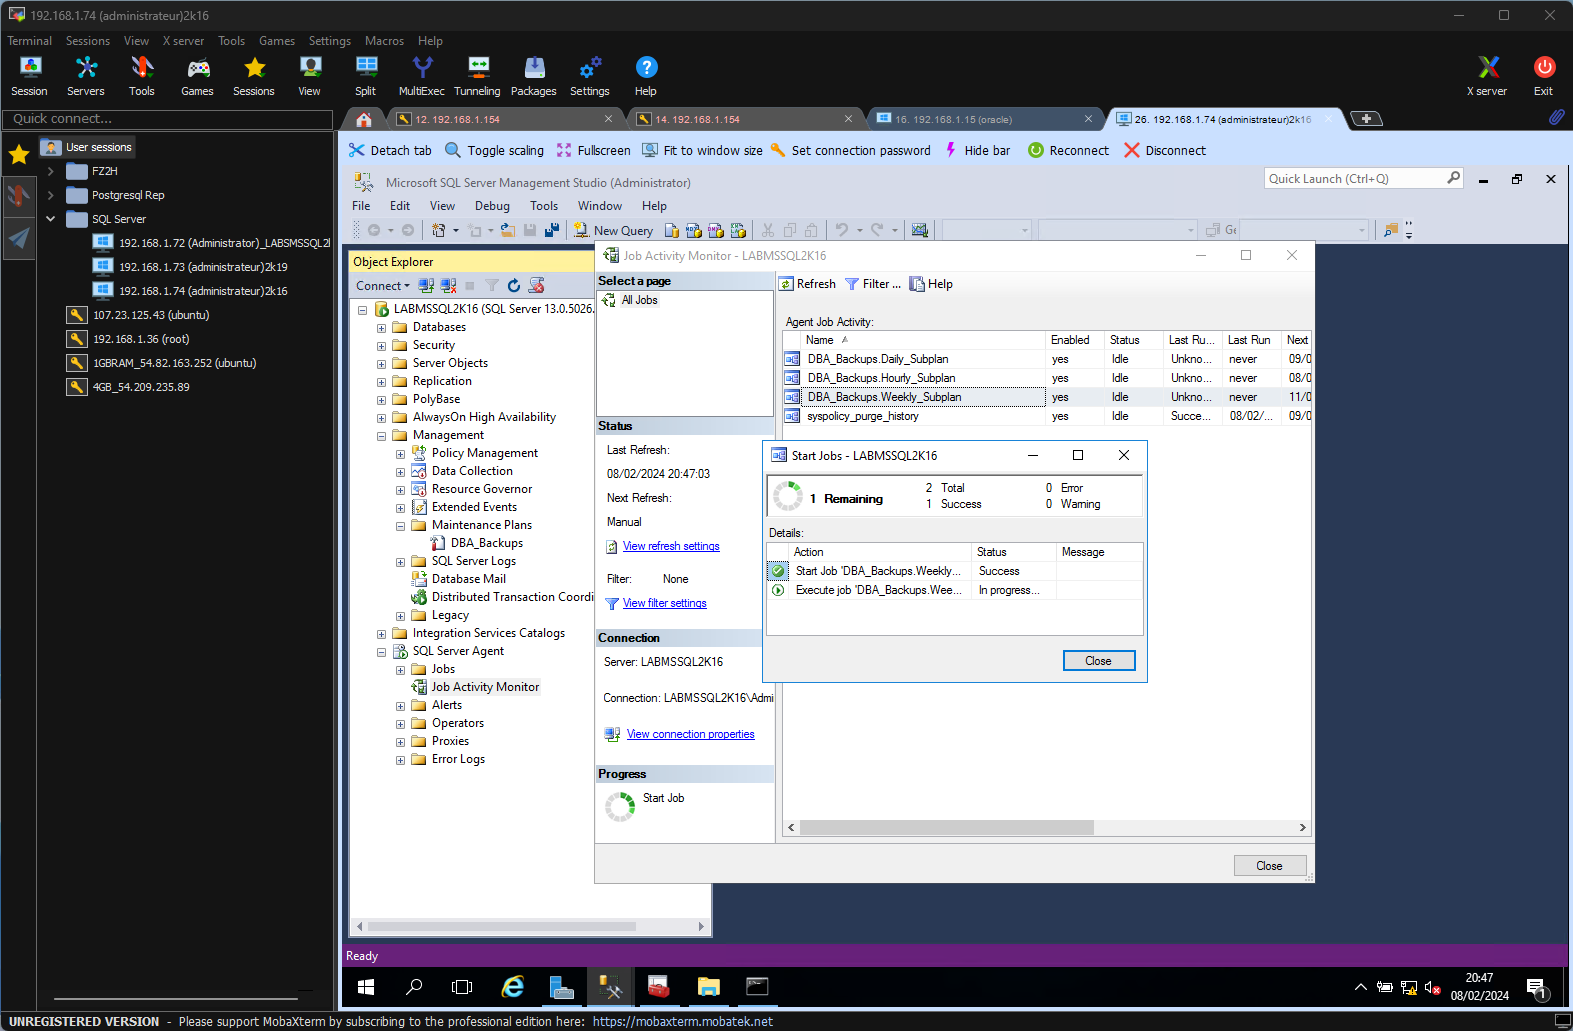 192.168.1.74 (administrateur)2k16
Terminal Sessions View X server Tools Games Settings Macros Help
Session Servers Tools Games Sessions View Split MultiExec Tunneling Packages Settings Help X server Exit
Quick connect...
12. 192.168.1.154
14. 192.168.1.154
16. 192.168.1.15 (oracle)
26. 192.168.1.74 (administrateur)2k16
User sessions
FZ2H
Postgresql Rep
SQL Server
192.168.1.72 (Administrator)_LABSMSSQL2l
192.168.1.73 (administrateur)2k19
192.168.1.74 (administrateur)2k16
107.23.125.43 (ubuntu)
192.168.1.36 (root)
1GBRAM_54.82.163.252 (ubuntu)
4GB_54.209.235.89
Detach tab Toggle scaling Fullscreen Fit to window size Set connection password Hide bar Reconnect Disconnect
Microsoft SQL Server Management Studio (Administrator)
Quick Launch (Ctrl+Q)
File Edit View Debug Tools Window Help
New Query
MDX DMX XMLA
Ge
Object Explorer
Connect
LABMSSQL2K16 (SQL Server 13.0.5026.
Databases
Security
Server Objects
Replication
PolyBase
AlwaysOn High Availability
Management
Policy Management
Data Collection
Resource Governor
Extended Events
Maintenance Plans
DBA_Backups
SQL Server Logs
Database Mail
Distributed Transaction Coordi
Legacy
Integration Services Catalogs
SQL Server Agent
Jobs
Job Activity Monitor
Alerts
Operators
Proxies
Error Logs
Job Activity Monitor - LABMSSQL2K16
Select a page
All Jobs
Status
Last Refresh:
08/02/2024 20:47:03
Next Refresh:
Manual
View refresh settings
Filter: None
View filter settings
Connection
Server: LABMSSQL2K16
Connection: LABMSSQL2K16\Admi
View connection properties
Progress
Start Job
Refresh Filter ... Help
Agent Job Activity:
Name Enabled Status Last Ru... Last Run Next
DBA_Backups.Daily_Subplan yes Idle Unkno... never 09/0
DBA_Backups.Hourly_Subplan yes Idle Unkno... never 08/0
DBA_Backups.Weekly_Subplan yes Idle Unkno... never 11/0
syspolicy_purge_history yes Idle Succe... 08/02/... 09/0
Start Jobs - LABMSSQL2K16
1 Remaining
2 Total 0 Error
1 Success 0 Warning
Details:
Action Status Message
Start Job 'DBA_Backups.Weekly... Success
Execute job 'DBA_Backups.Wee... In progress...
Close
Close
Ready
20:47
08/02/2024
1
UNREGISTERED VERSION - Please support MobaXterm by subscribing to the professional edition here: https://mobaxterm.mobatek.net